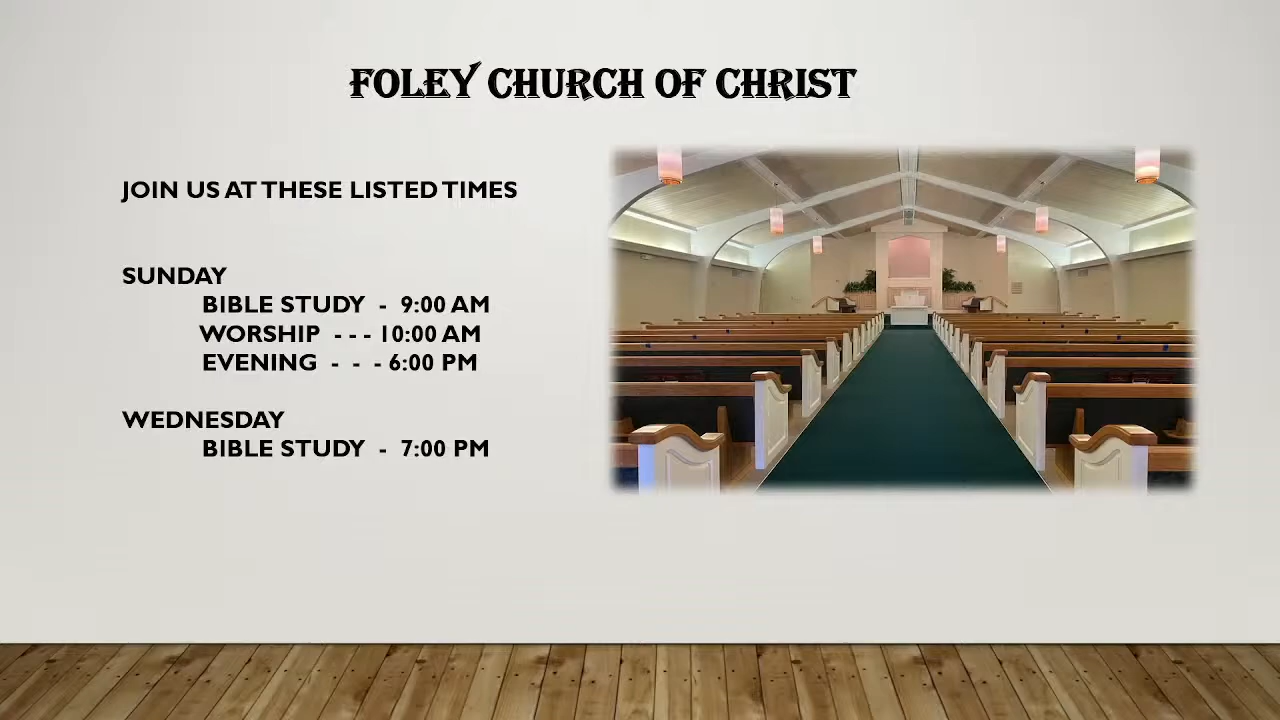 FOLEY CHURCH OF CHRIST
JOIN US AT THESE LISTED TIMES
SUNDAY
BIBLE STUDY - 9:00 AM
WORSHIP - - - 10:00 AM
EVENING - - - 6:00 PM
WEDNESDAY
BIBLE STUDY - 7:00 PM